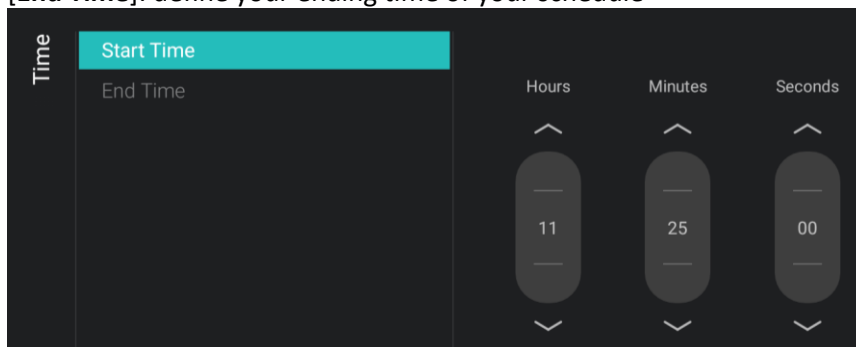 [End Time]: define your ending time of your schedule
Time
Start Time
End Time
Hours Minutes Seconds
11 25 00